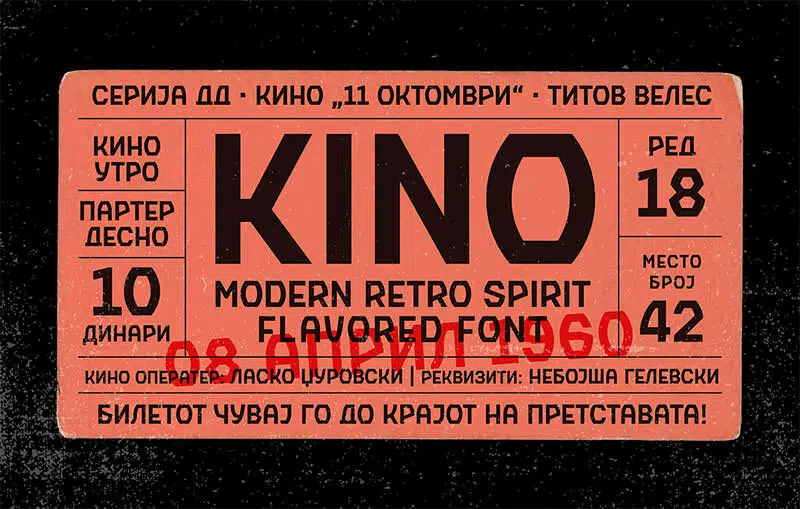 СЕРИЈА ДД · КИНО „11 ОКТОМВРИ“ · ТИТОВ ВЕЛЕС
КИНО
УТРО
ПАРТЕР
ДЕСНО
10
ДИНАРИ
KINO
MODERN RETRO SPIRIT
FLAVORED FONT
РЕД
18
МЕСТО
БРОЈ
42
08 АПРИЛ 1960
КИНО ОПЕРАТЕР: ЛАСКО ЏУРОВСКИ | РЕКВИЗИТИ: НЕБОЈША ГЕЛЕВСКИ
БИЛЕТОТ ЧУВАЈ ГО ДО КРАЈОТ НА ПРЕТСТАВАТА!